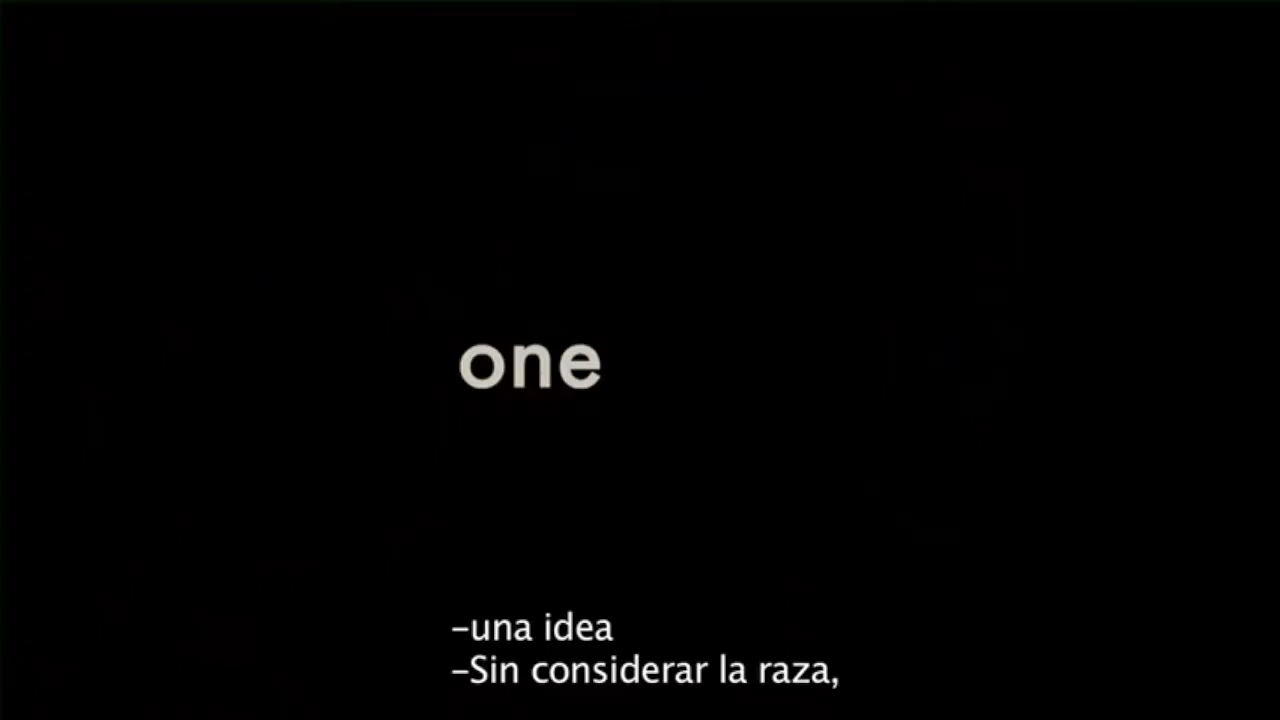 one
–una idea
–Sin considerar la raza,